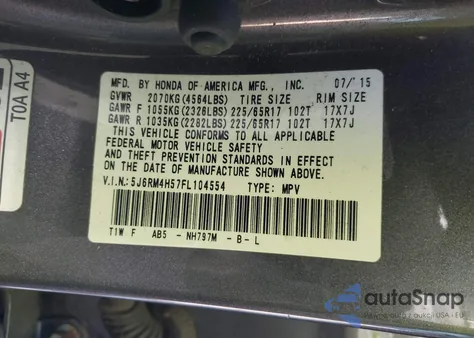 MFD. BY HONDA OF AMERICA MFG., INC. 07/15
GVWR 2070KG(4564LBS) TIRE SIZE RIM SIZE
GAWR F 1055KG(2328LBS) 225/65R17 102T 17X7J
GAWR R 1035KG(2282LBS) 225/65R17 102T 17X7J
THIS VEHICLE CONFORMS TO ALL APPLICABLE
FEDERAL MOTOR VEHICLE SAFETY
AND THEFT PREVENTION STANDARDS IN EFFECT
ON THE DATE OF MANUFACTURE SHOWN ABOVE.
V.I.N.: 5J6RM4H57FL104554 TYPE: MPV
T1W F AB5 - NH797M - B - L
TOA A4
autoSnap